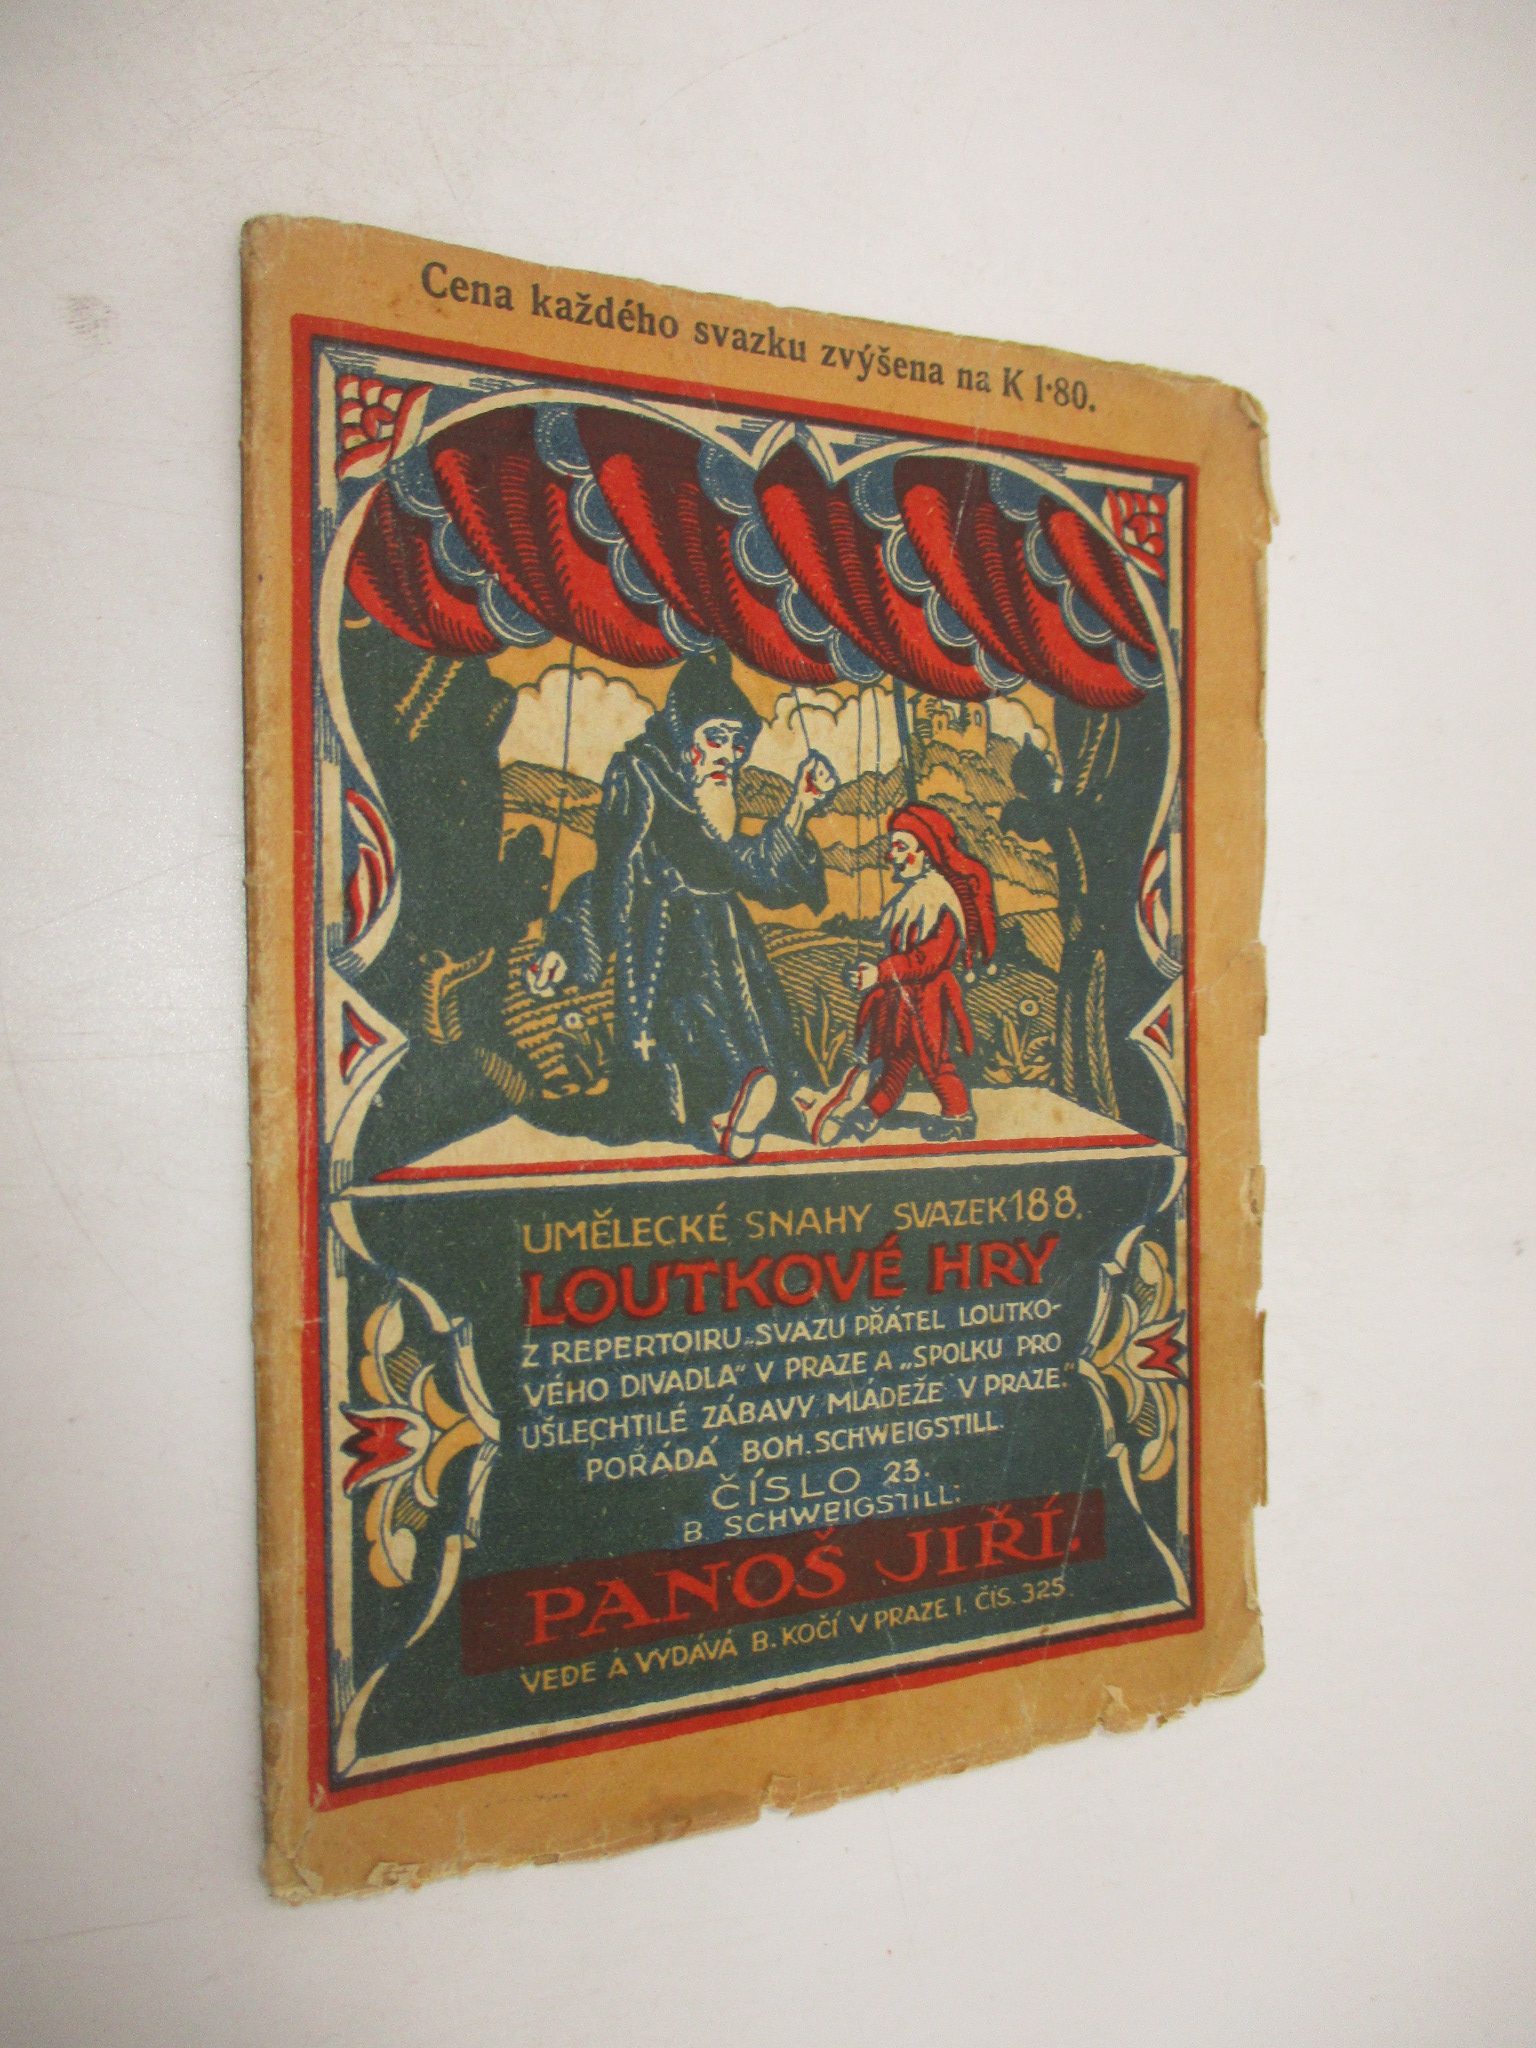 Cena každého svazku zvýšena na K 1·80.
UMĚLECKÉ SNAHY SVAZEK 188.
LOUTKOVÉ HRY
Z REPERTOIRU „SVAZU PŘÁTEL LOUTKO-
VÉHO DIVADLA“ V PRAZE A „SPOLKU PRO
UŠLECHTILÉ ZÁBAVY MLÁDEŽE V PRAZE.“
POŘÁDÁ BOH. SCHWEIGSTILL.
ČÍSLO 23.
B. SCHWEIGSTILL:
PANOŠ JIŘÍ.
VEDE A VYDÁVÁ B. KOČÍ V PRAZE I. ČÍS. 325.